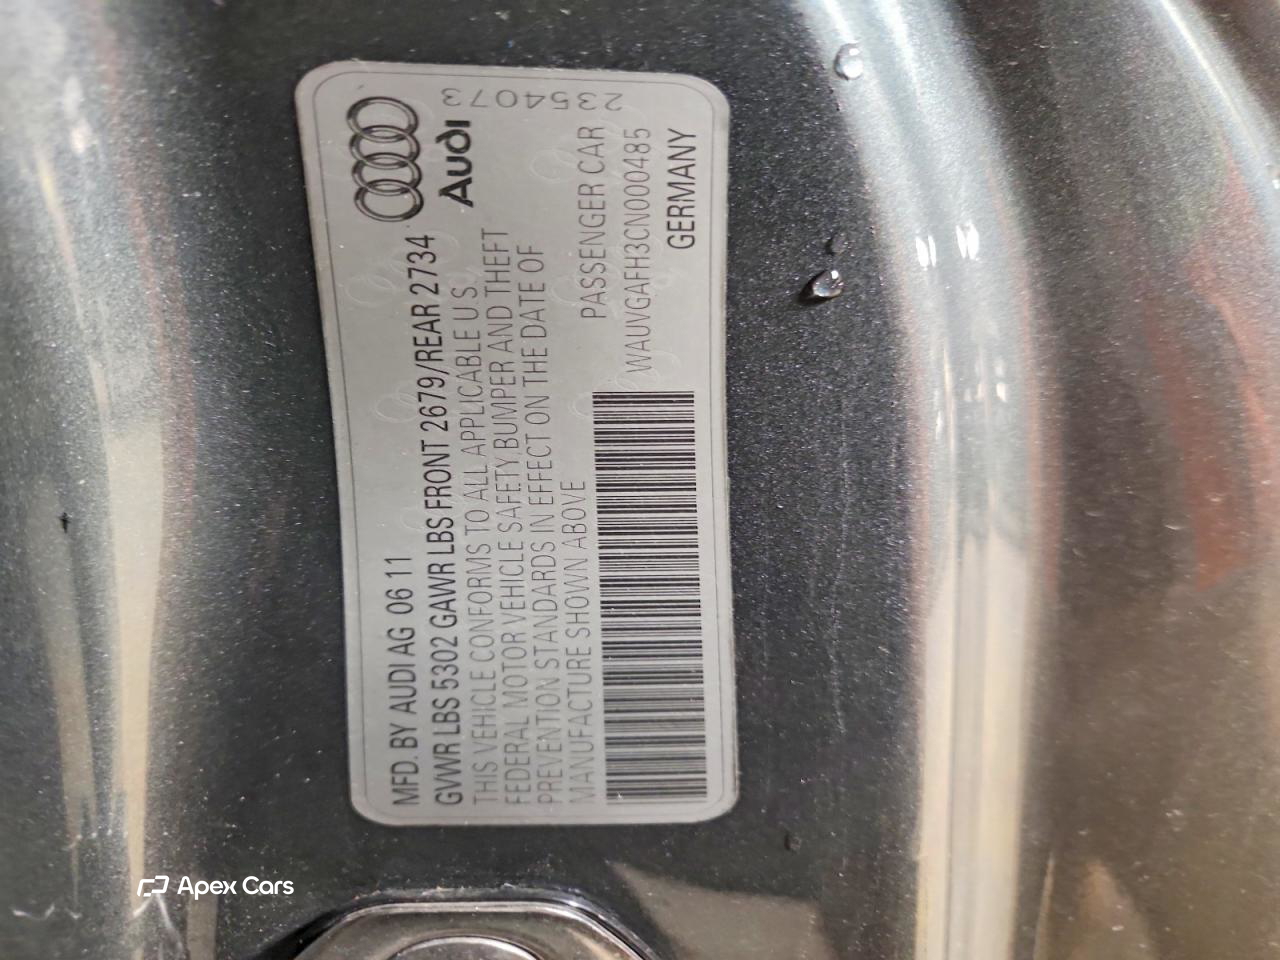 MFD. BY AUDI AG 06 11
GVWR LBS 5302 GAWR LBS FRONT 2679/REAR 2734
THIS VEHICLE CONFORMS TO ALL APPLICABLE U.S.
FEDERAL MOTOR VEHICLE SAFETY, BUMPER AND THEFT
PREVENTION STANDARDS IN EFFECT ON THE DATE OF
MANUFACTURE SHOWN ABOVE
PASSENGER CAR
WAUVGAFH3CN000485
GERMANY
Audi
2354073
Apex Cars